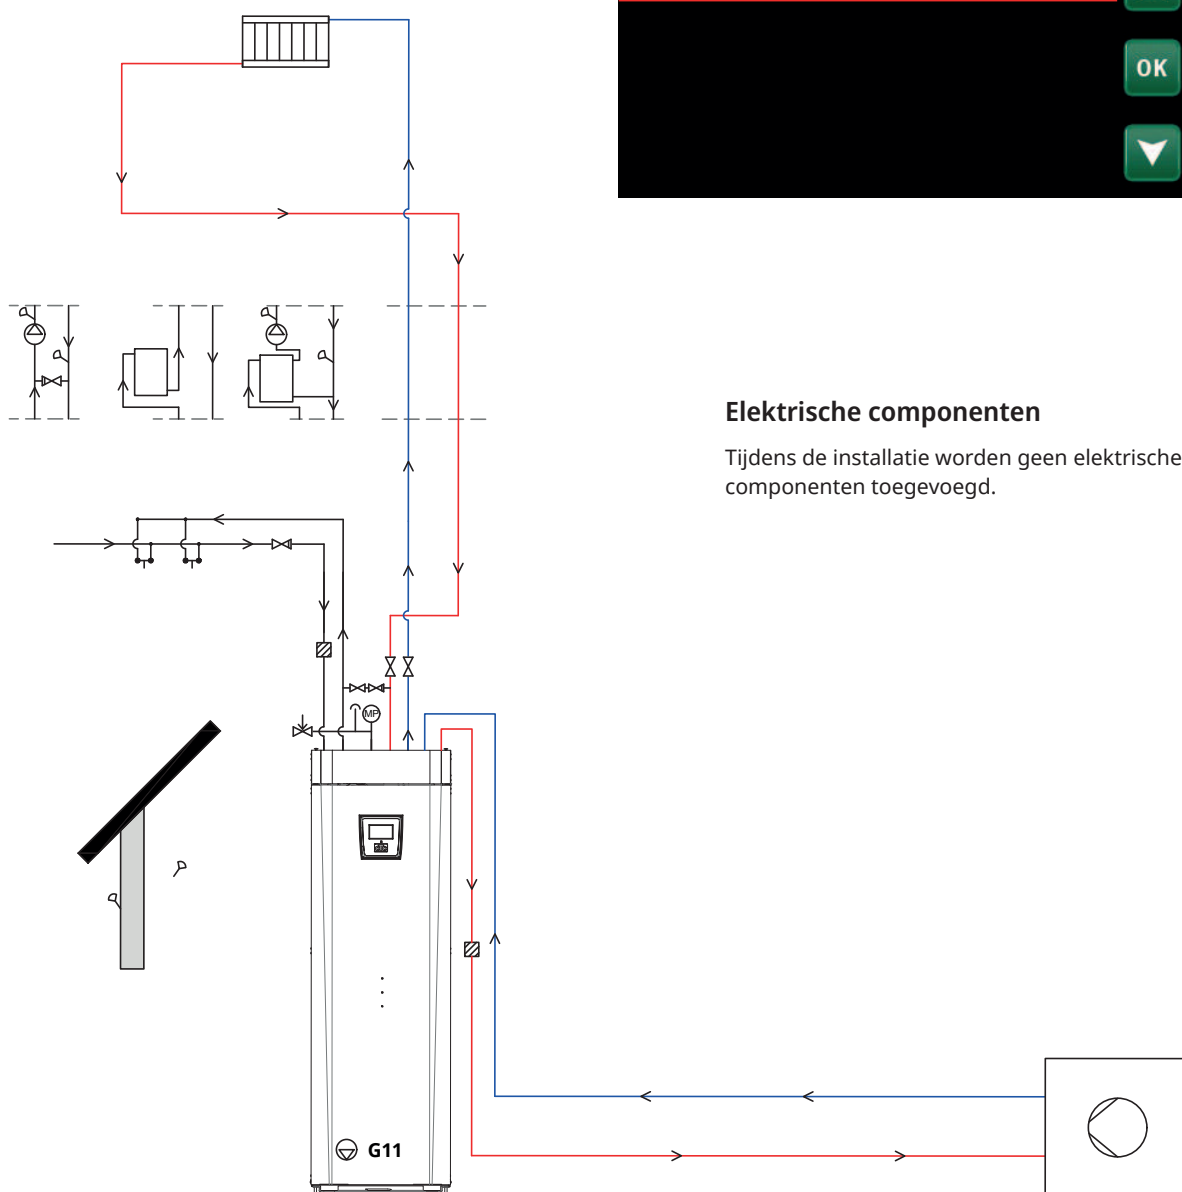 OK
Elektrische componenten
Tijdens de installatie worden geen elektrische
componenten toegevoegd.
MP
G11